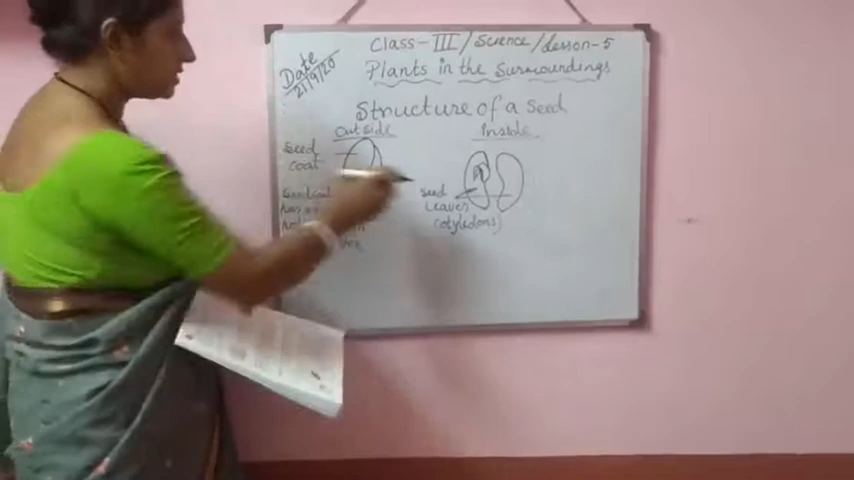 Date
21/9/20
Class - III / Science / Lesson - 5
Plants in the Surroundings
Structure of a Seed
Outside
Inside
Seed
coat
seed
leaves
(cotyledons)